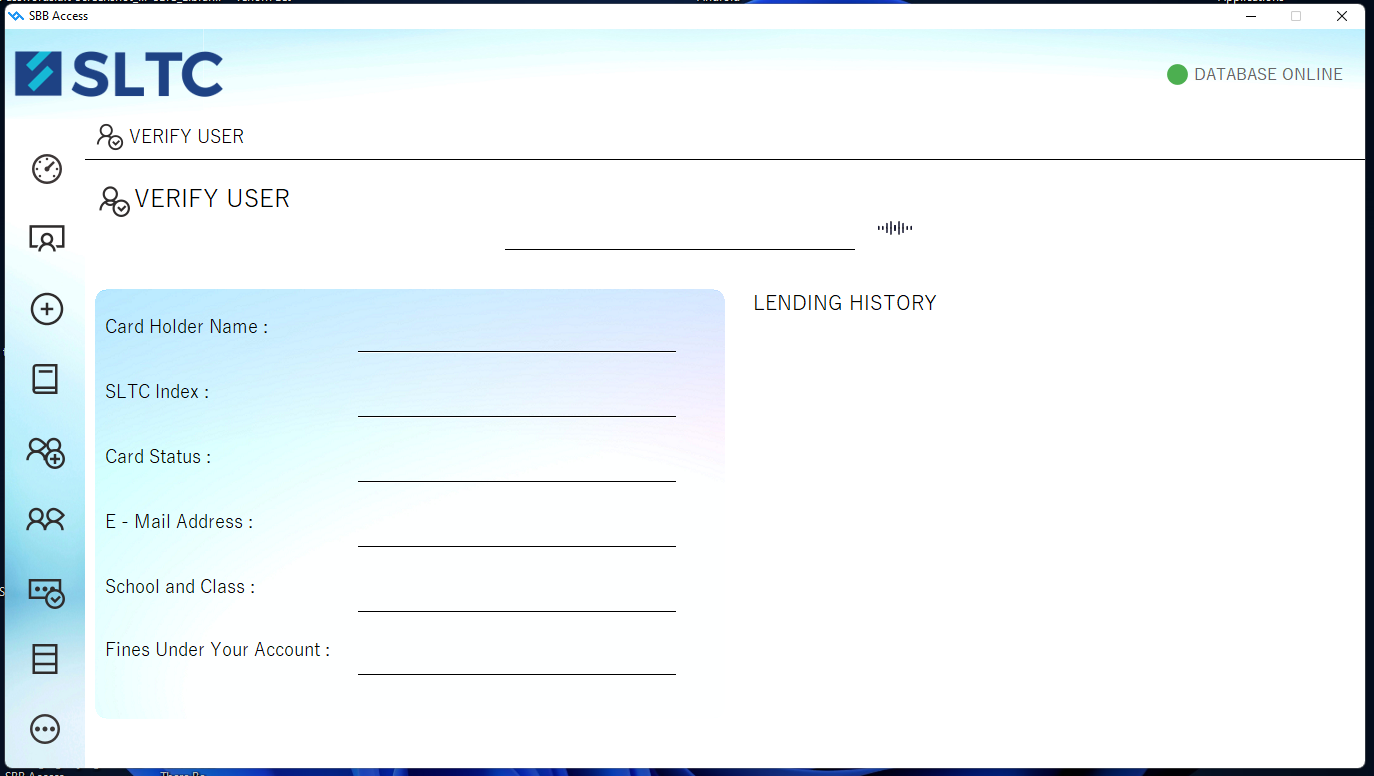 SBB Access
SLTC
DATABASE ONLINE
VERIFY USER
VERIFY USER
LENDING HISTORY
Card Holder Name :
SLTC Index :
Card Status :
E - Mail Address :
School and Class :
Fines Under Your Account :